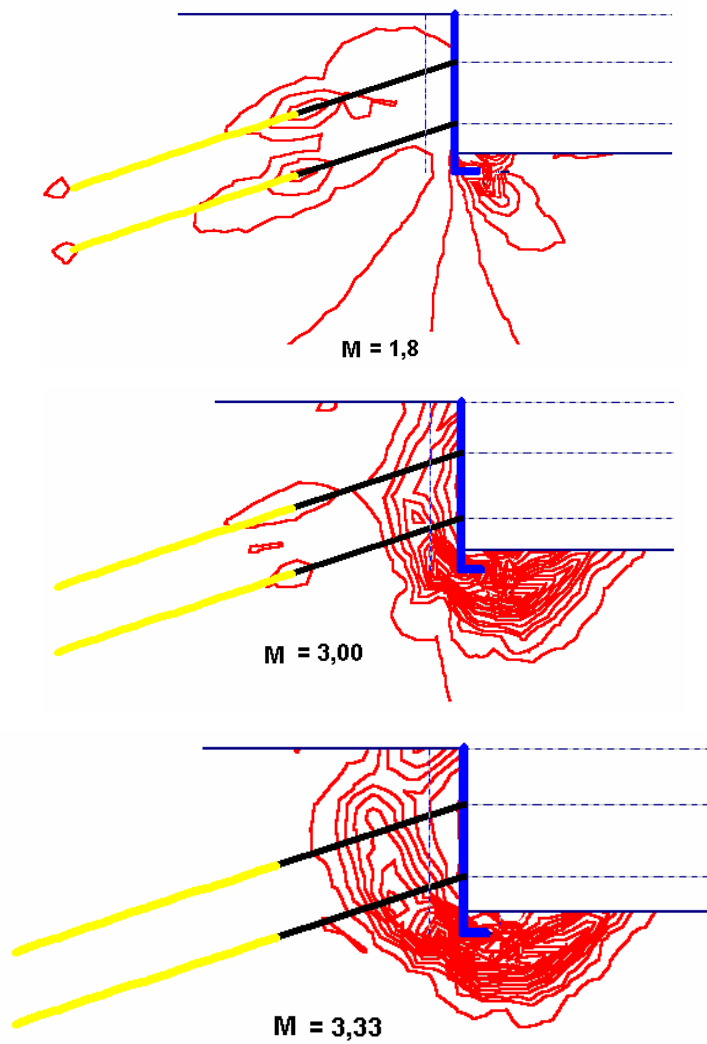 M = 1,8
M = 3,00
M = 3,33